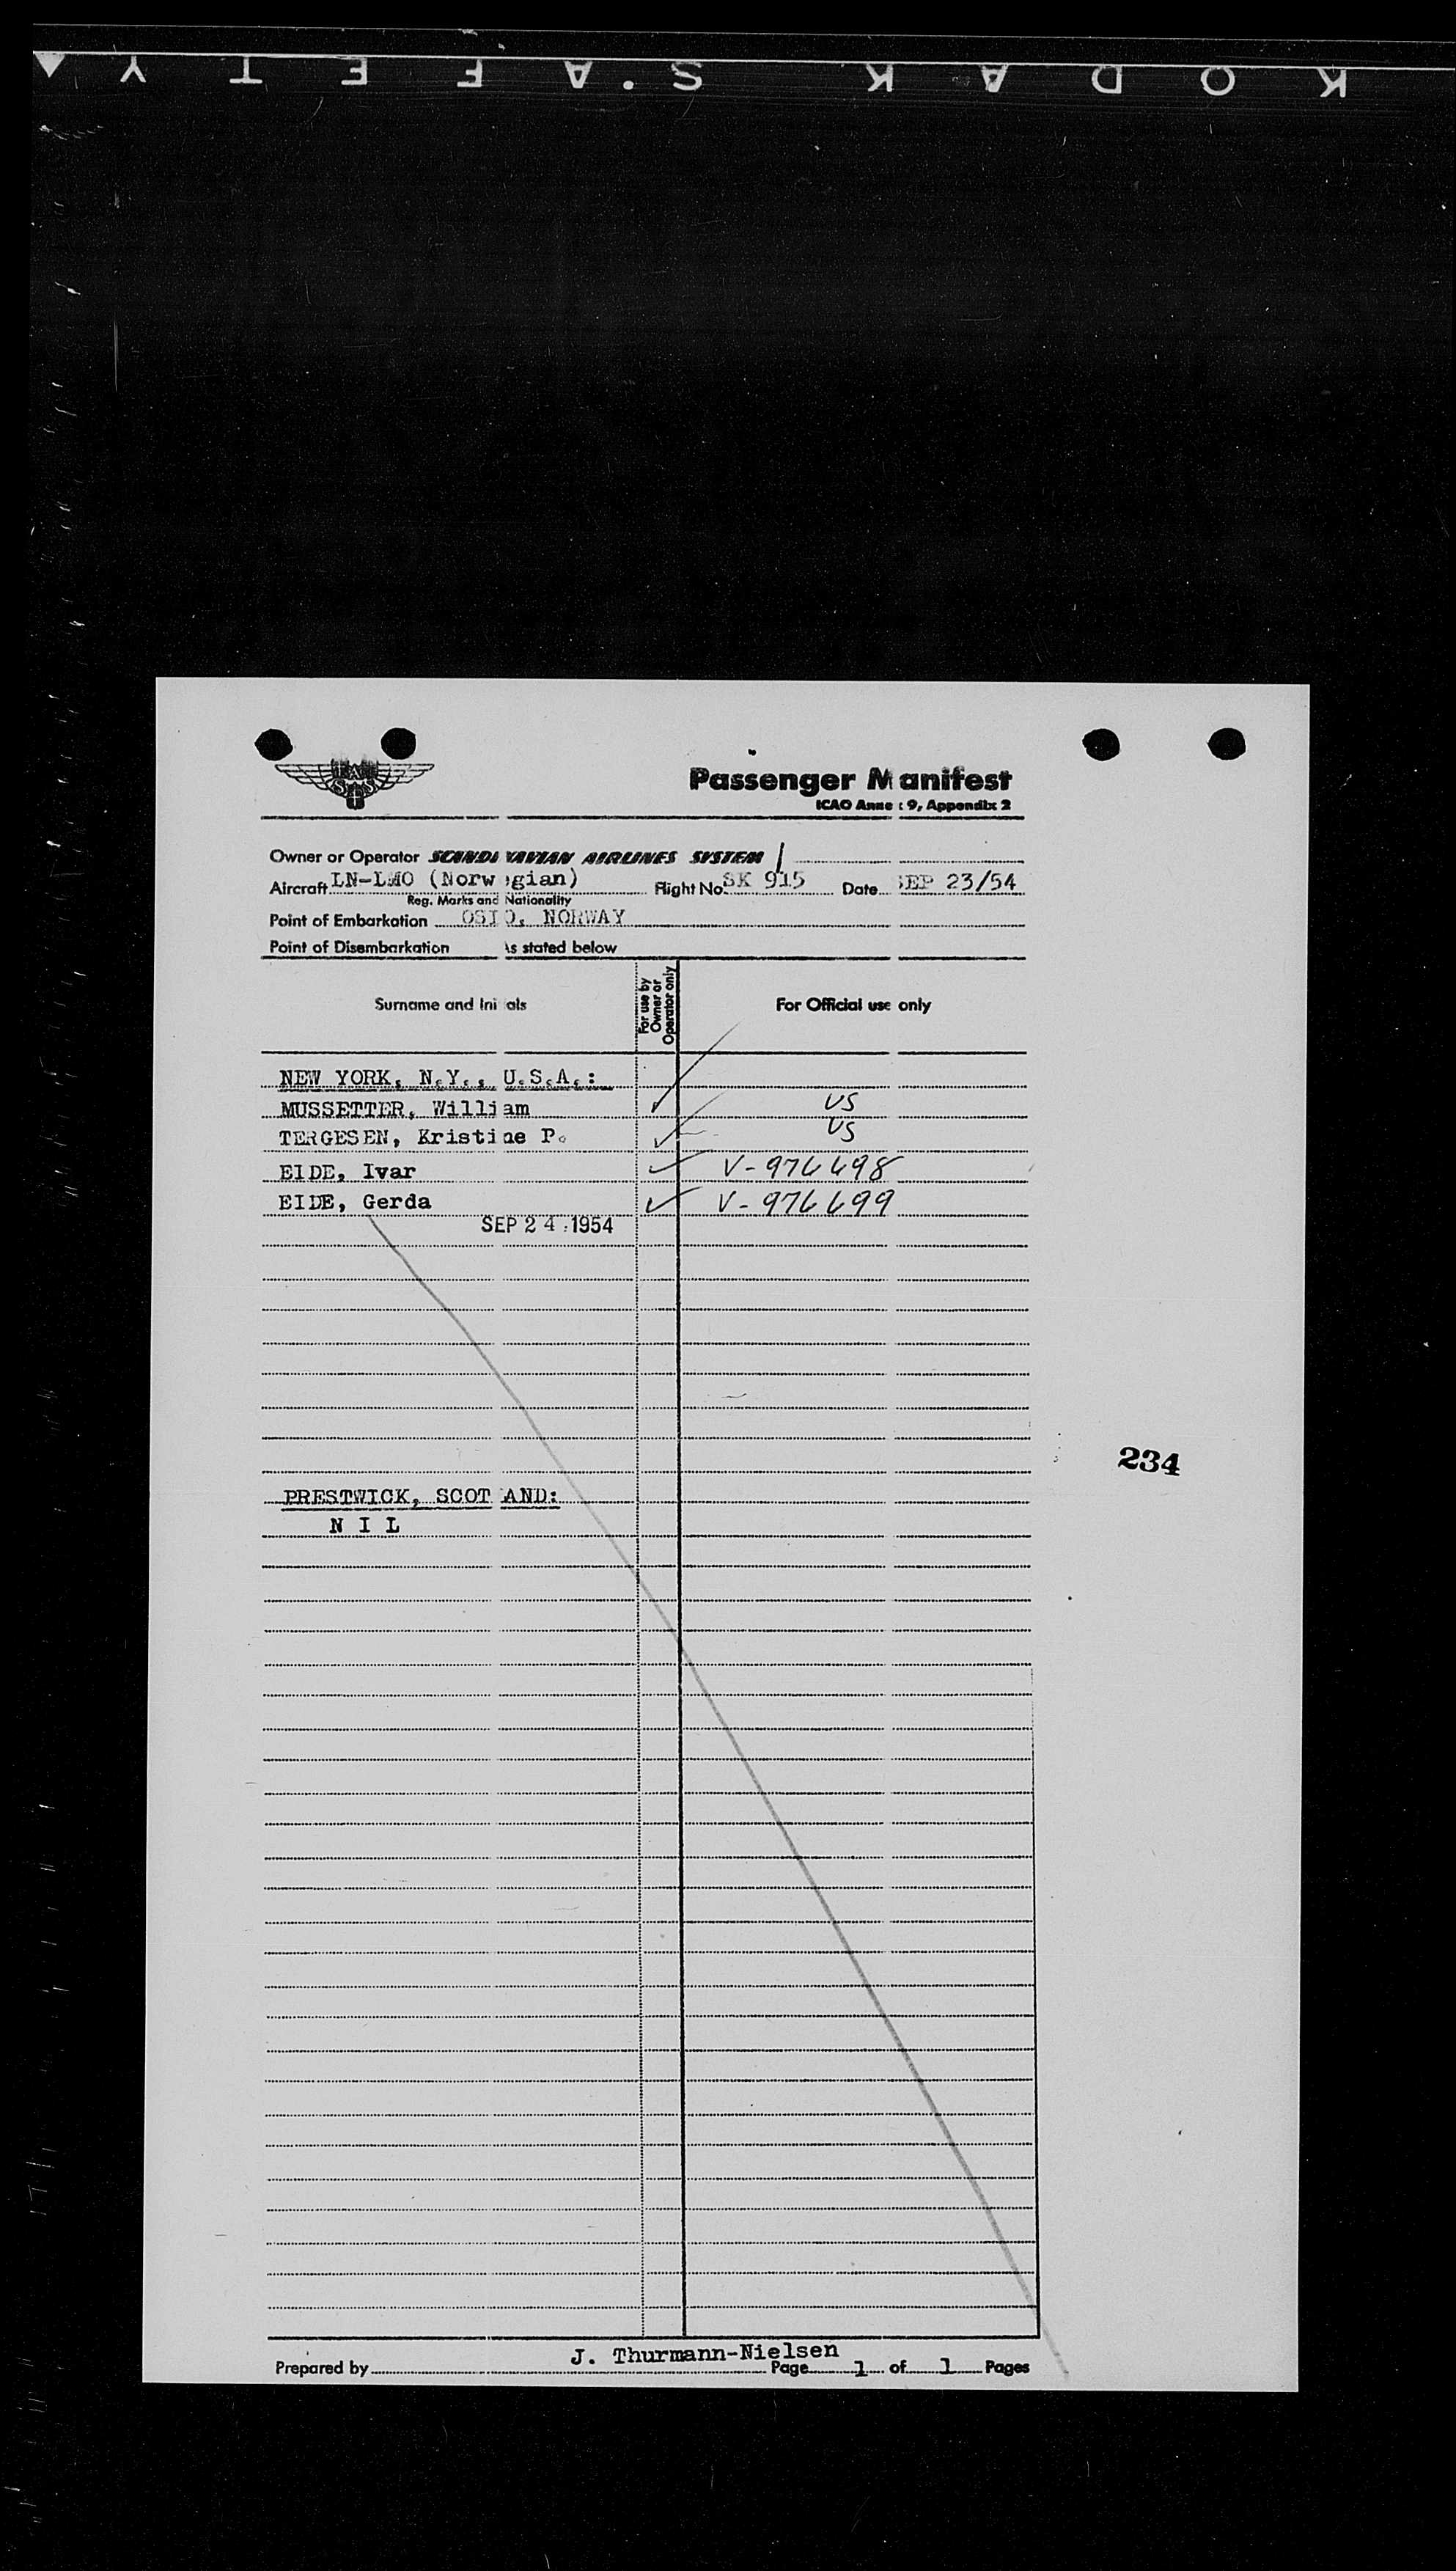 KODAK SAFETY
Passenger Manifest
ICAO Annex 9, Appendix 2
Owner or Operator SCANDINAVIAN AIRLINES SYSTEM
Aircraft LN-LMO (Norwegian) Flight No. SK 915 Date SEP 23/54
Reg. Marks and Nationality
Point of Embarkation OSLO, NORWAY
Point of Disembarkation As stated below
Surname and Initials For use by Owner or Operator only For Official use only
NEW YORK, N.Y., U.S.A.:
MUSSETTER, William US
TERGESEN, Kristine P. US
EIDE, Ivar V-976698
EIDE, Gerda V-976699
SEP 24 1954
234
PRESTWICK, SCOTLAND:
N I L
J. Thurmann-Nielsen
Prepared by Page 1 of 1 Pages